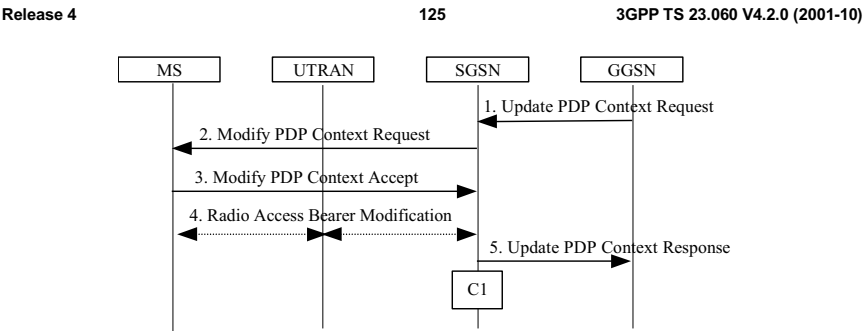 Release 4 125 3GPP TS 23.060 V4.2.0 (2001-10)
MS UTRAN SGSN GGSN
1. Update PDP Context Request
2. Modify PDP Context Request
3. Modify PDP Context Accept
4. Radio Access Bearer Modification
5. Update PDP Context Response
C1